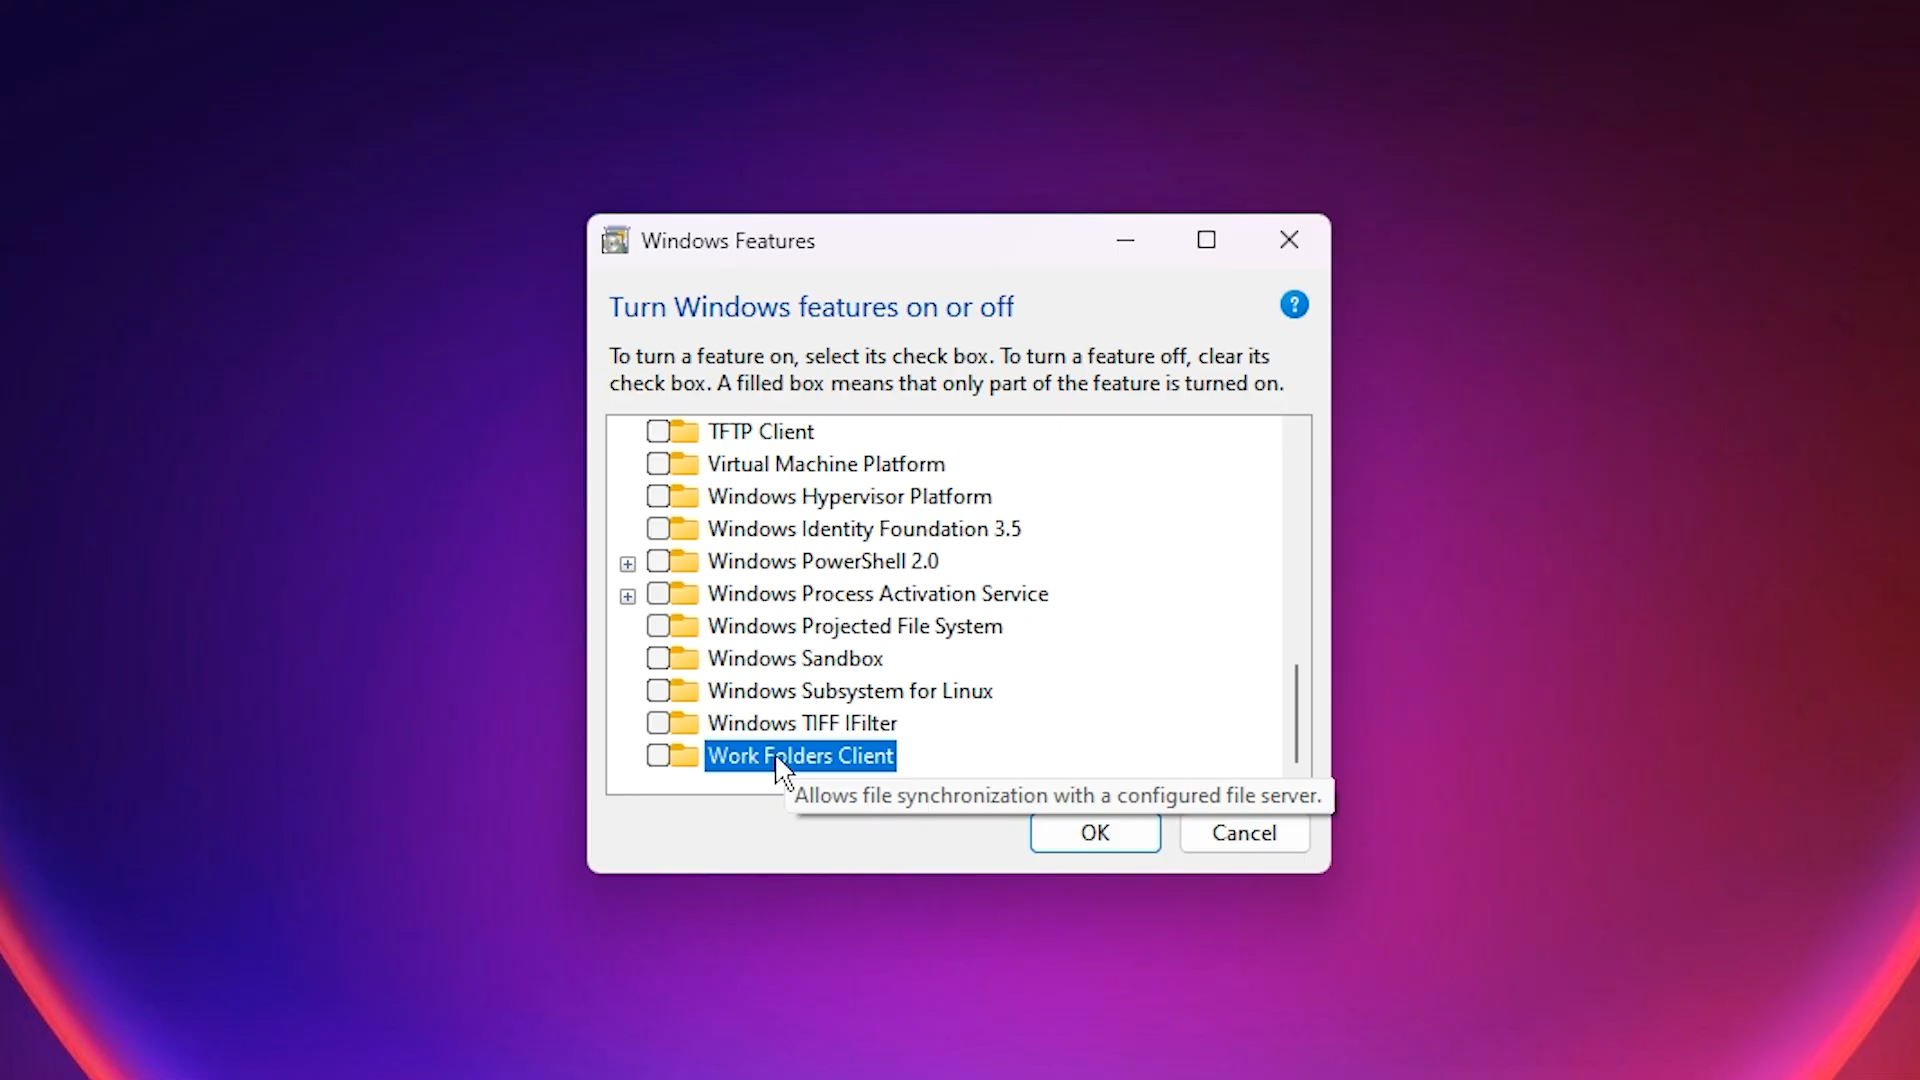 Windows Features
Turn Windows features on or off
?
To turn a feature on, select its check box. To turn a feature off, clear its
check box. A filled box means that only part of the feature is turned on.
TFTP Client
Virtual Machine Platform
Windows Hypervisor Platform
Windows Identity Foundation 3.5
Windows PowerShell 2.0
Windows Process Activation Service
Windows Projected File System
Windows Sandbox
Windows Subsystem for Linux
Windows TIFF IFilter
Work Folders Client
Allows file synchronization with a configured file server.
OK
Cancel